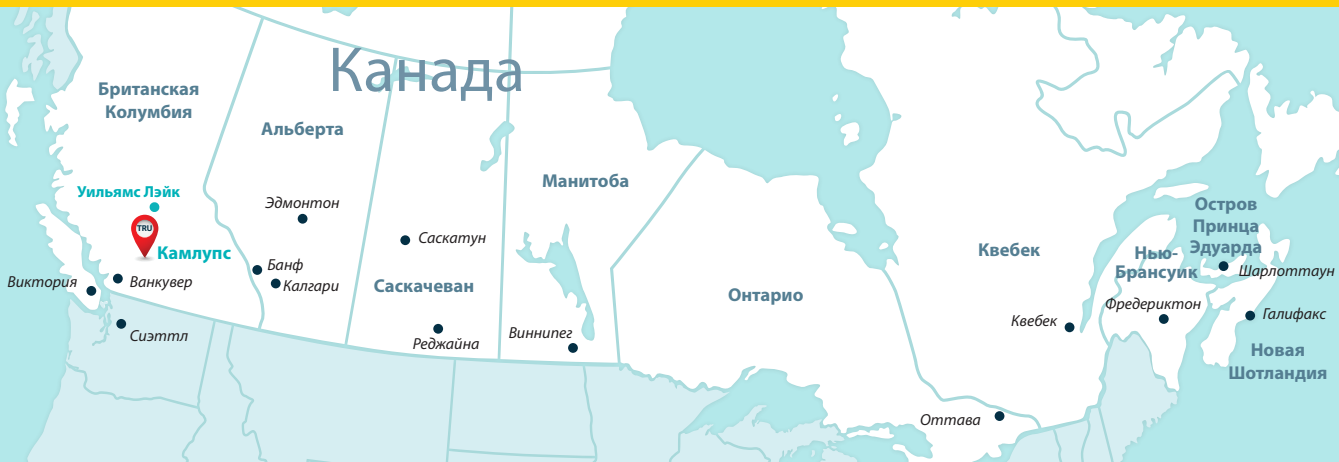 Канада
Британская
Колумбия
Альберта
Уильямс Лэйк
TRU
Камлупс
Виктория
Ванкувер
Сиэттл
Эдмонтон
Банф
Калгари
Саскатун
Саскачеван
Реджайна
Манитоба
Виннипег
Онтарио
Оттава
Квебек
Квебек
Нью-
Брансуик
Фредериктон
Остров
Принца
Эдуарда
Шарлоттаун
Галифакс
Новая
Шотландия